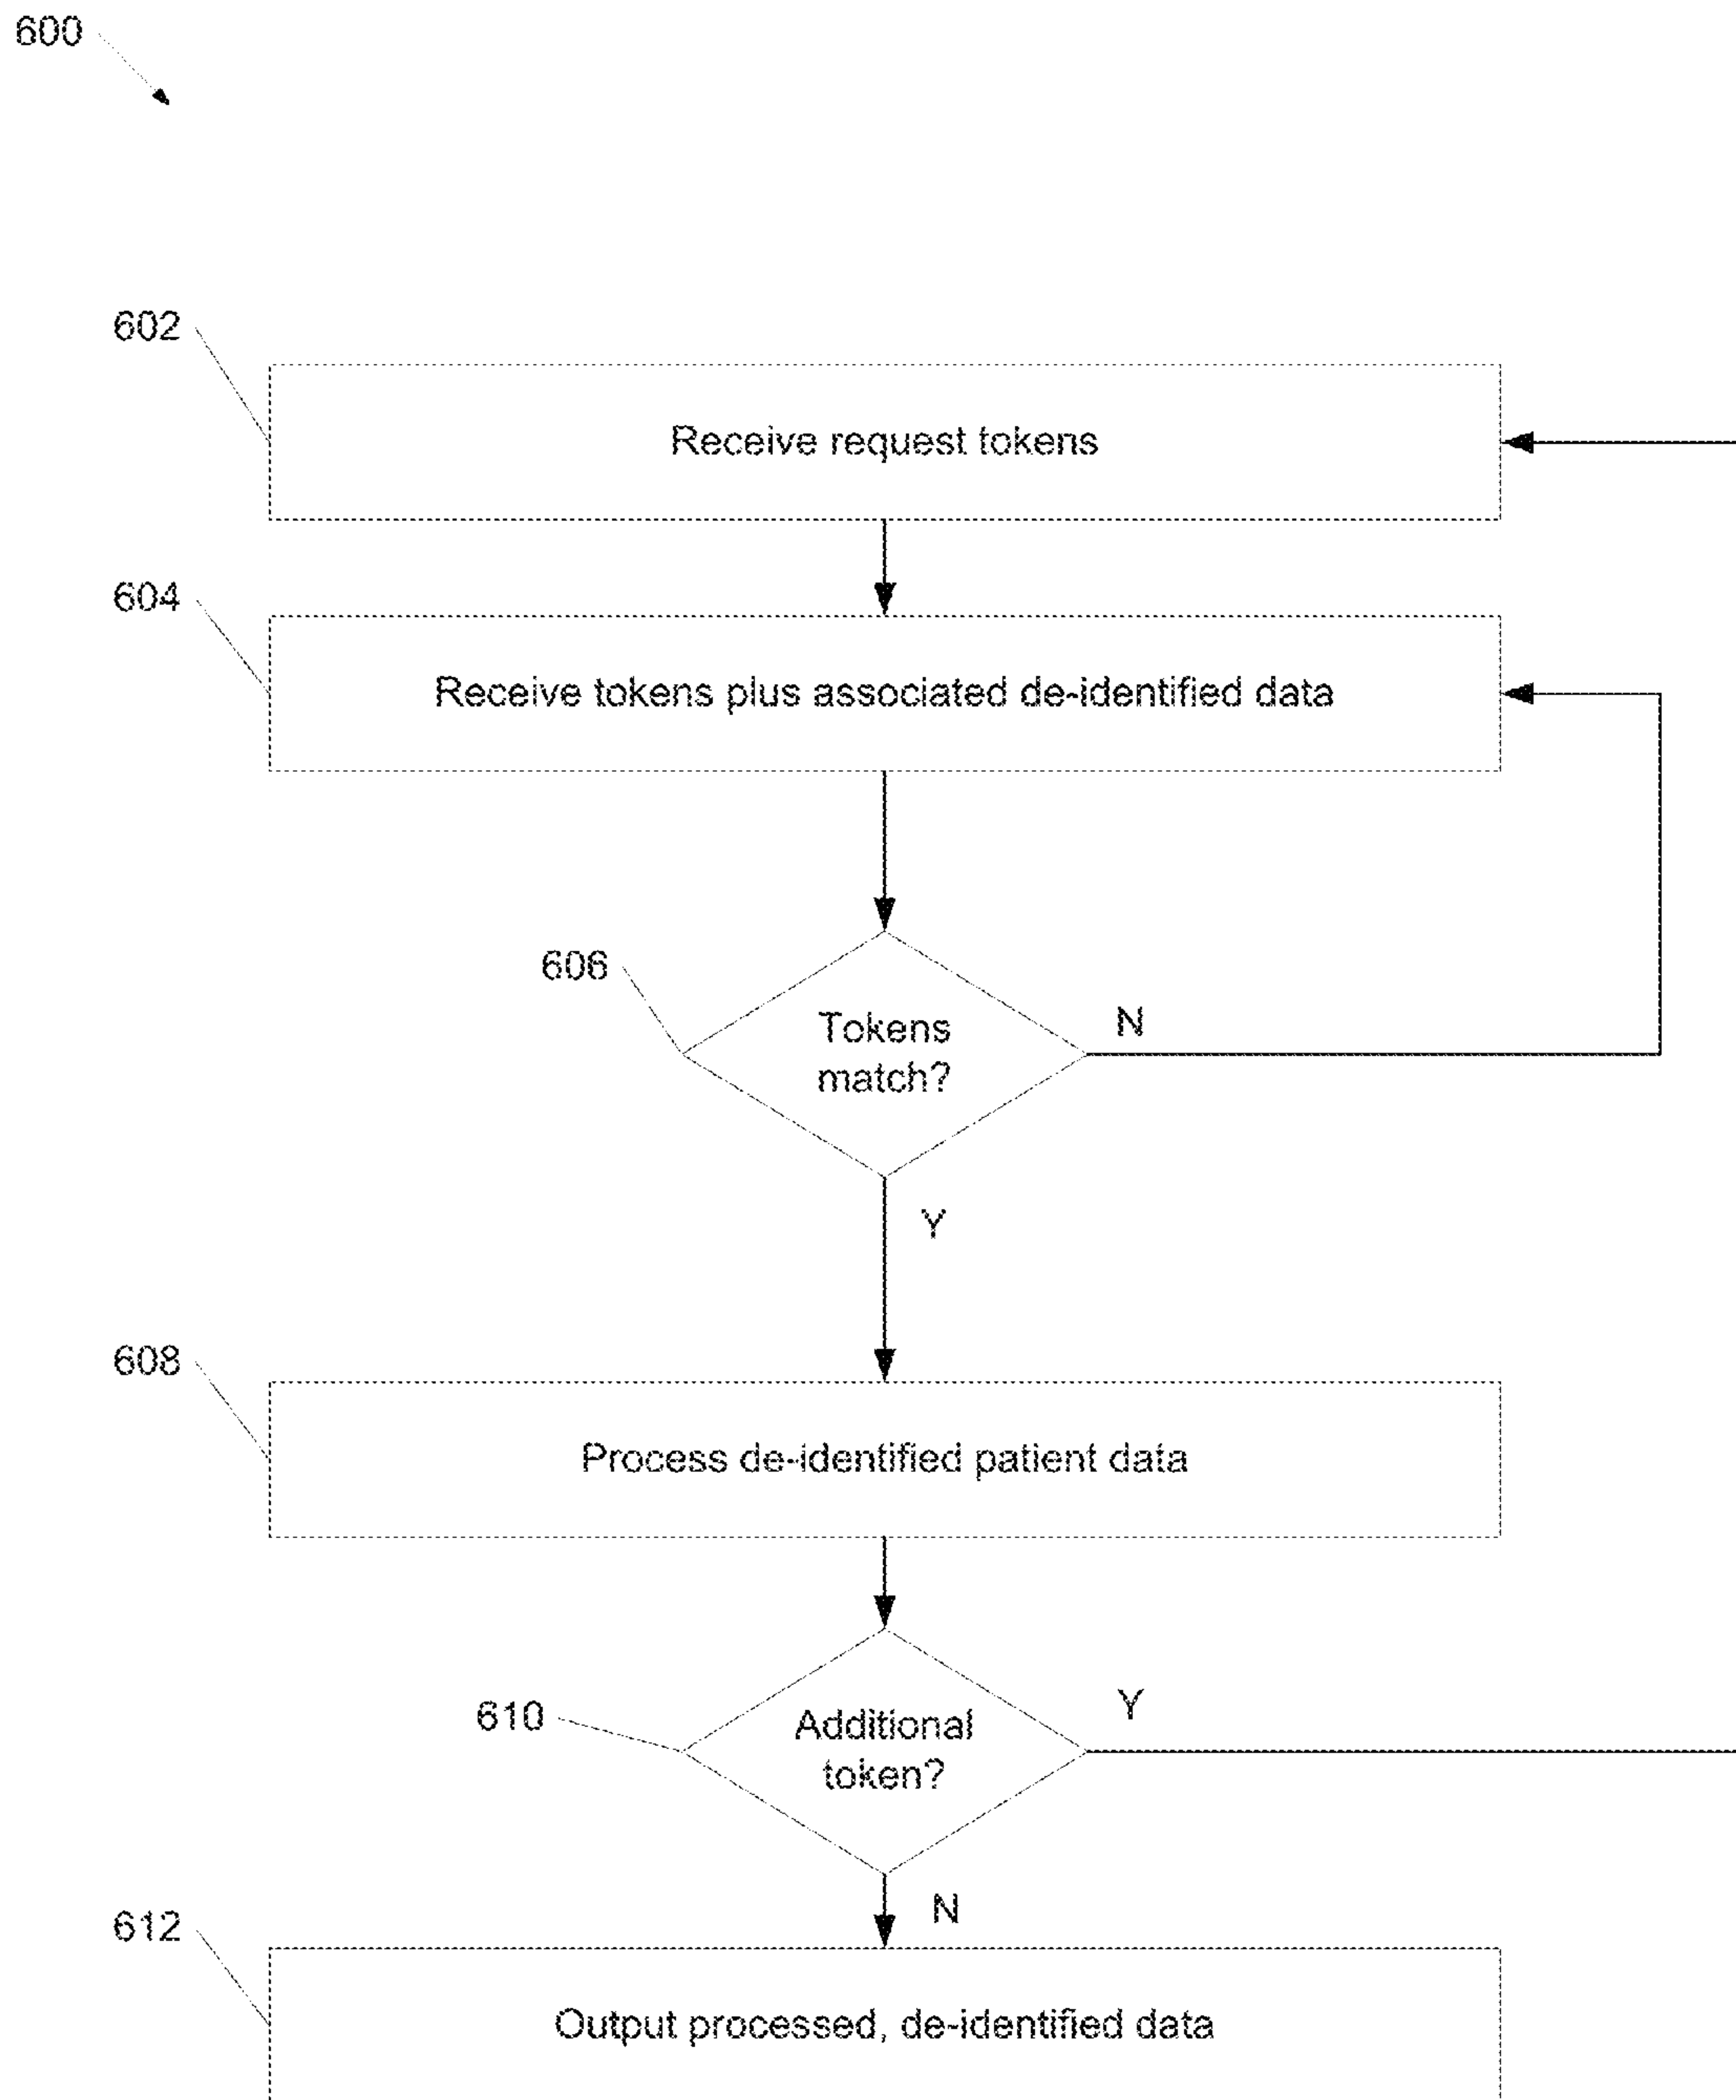 600
602
Receive request tokens
604
Receive tokens plus associated de-identified data
606
Tokens
match?
N
Y
608
Process de-identified patient data
610
Additional
token?
Y
N
612
Output processed, de-identified data